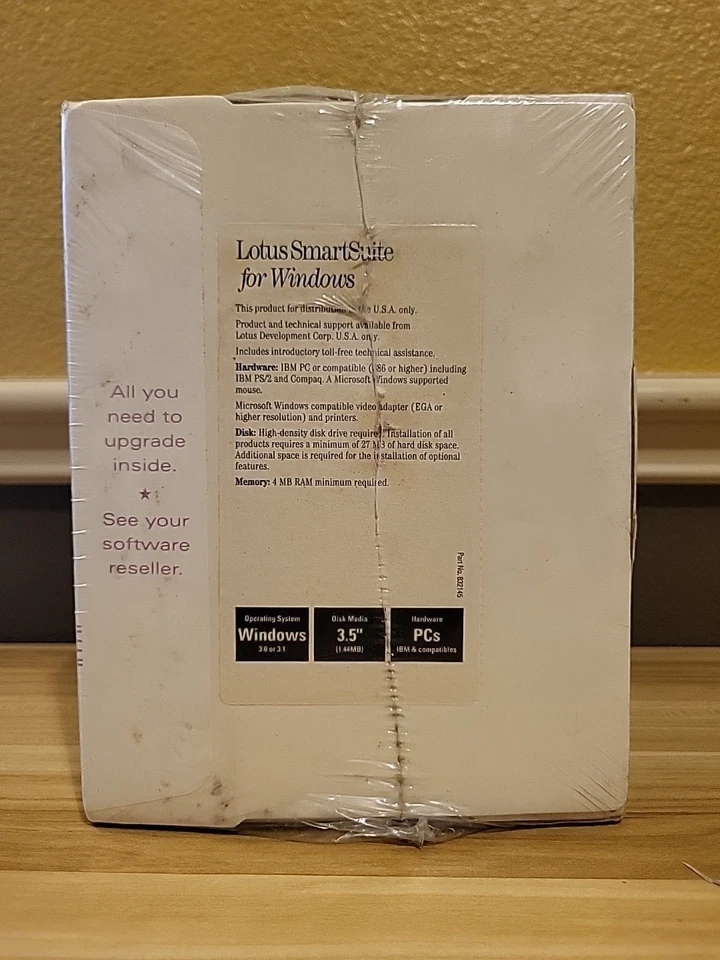 All you
need to
upgrade
inside.
★
See your
software
reseller.
Lotus SmartSuite
for Windows
This product for distribution U.S.A. only.
Product and technical support available from
Lotus Development Corp. U.S.A. only.
Includes introductory toll-free technical assistance.
Hardware: IBM PC or compatible ( 86 or higher) including
IBM PS/2 and Compaq. A Microsoft Windows supported
mouse.
Microsoft Windows compatible video adapter (EGA or
higher resolution) and printers.
Disk: High-density disk drive required. Installation of all
products requires a minimum of 27 MB of hard disk space.
Additional space is required for the installation of optional
features.
Memory: 4 MB RAM minimum required.
Part No. 832145
Operating System
Windows
3.0 or 3.1
Disk Media
3.5"
(1.44MB)
Hardware
PCs
IBM & compatibles